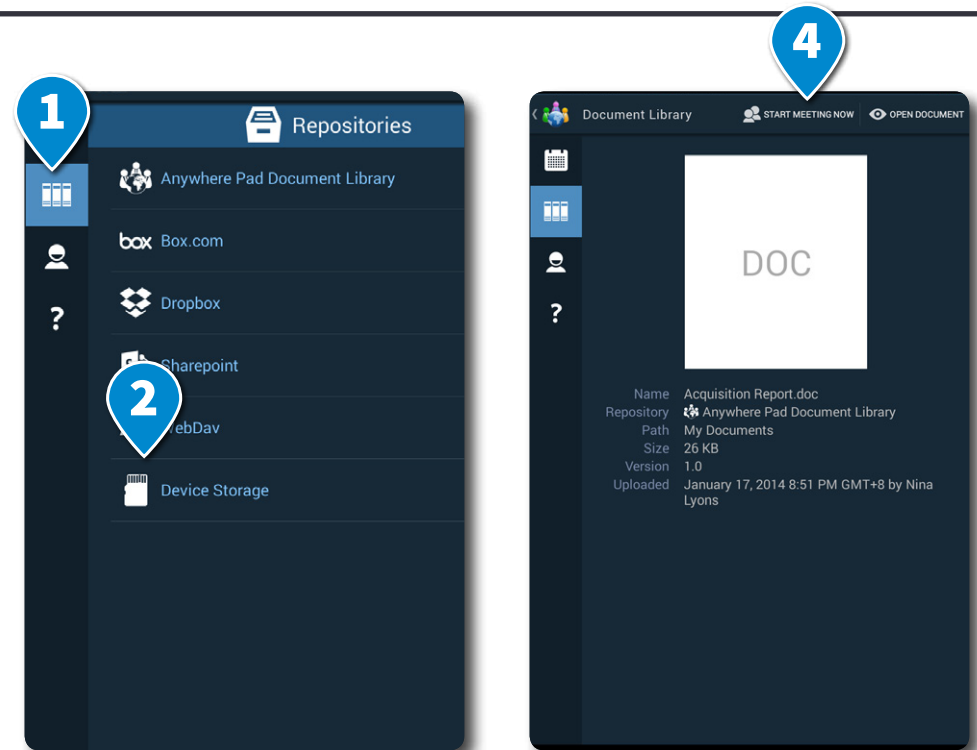 1
Repositories
Anywhere Pad Document Library
box Box.com
Dropbox
Sharepoint
2
WebDav
Device Storage
?
4
Document Library
START MEETING NOW
OPEN DOCUMENT
?
DOC
Name Acquisition Report.doc
Repository Anywhere Pad Document Library
Path My Documents
Size 26 KB
Version 1.0
Uploaded January 17, 2014 8:51 PM GMT+8 by Nina
Lyons